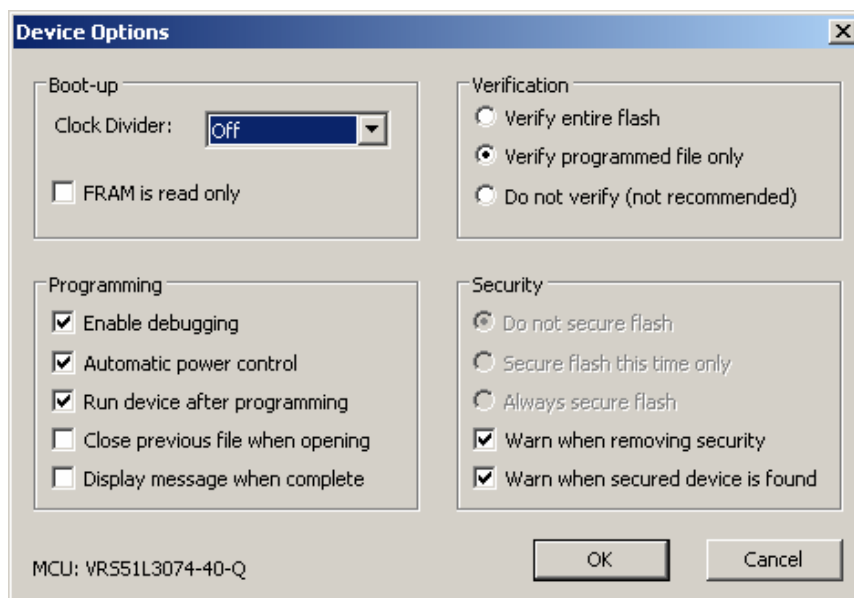 Device Options
Boot-up
Clock Divider: Off
FRAM is read only
Verification
Verify entire flash
Verify programmed file only
Do not verify (not recommended)
Programming
Enable debugging
Automatic power control
Run device after programming
Close previous file when opening
Display message when complete
Security
Do not secure flash
Secure flash this time only
Always secure flash
Warn when removing security
Warn when secured device is found
MCU: VRS51L3074-40-Q
OK
Cancel